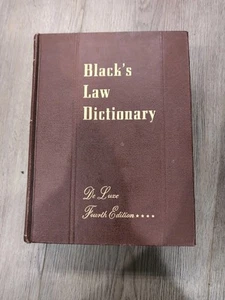 Black's
Law
Dictionary
De Luxe
Fourth Edition ★★★★